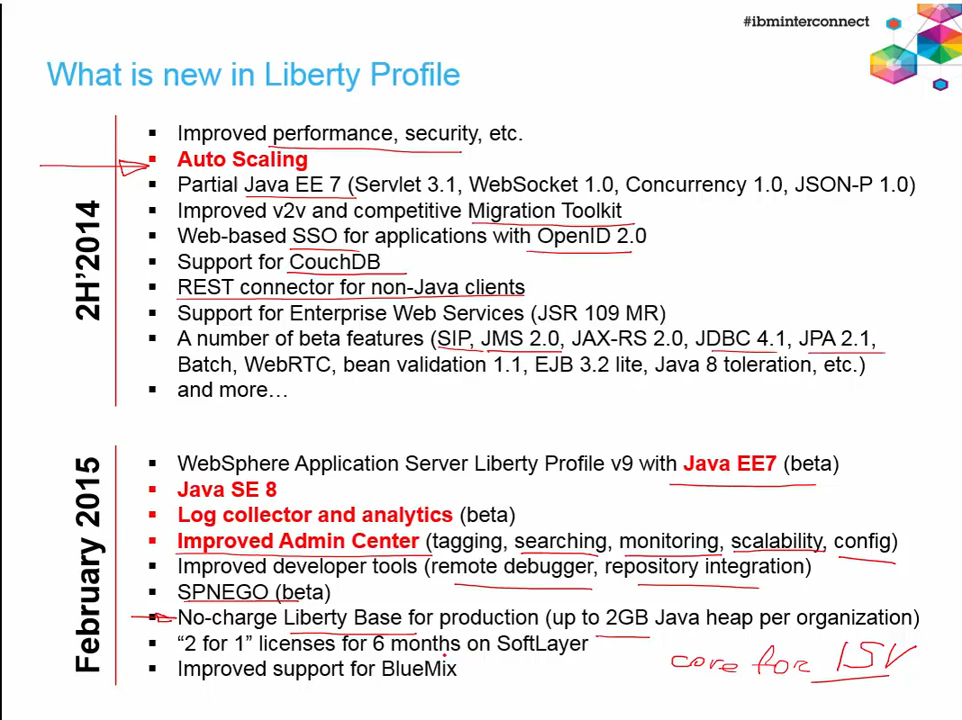 #ibminterconnect
What is new in Liberty Profile
2H'2014
▪ Improved performance, security, etc.
▪ Auto Scaling
▪ Partial Java EE 7 (Servlet 3.1, WebSocket 1.0, Concurrency 1.0, JSON-P 1.0)
▪ Improved v2v and competitive Migration Toolkit
▪ Web-based SSO for applications with OpenID 2.0
▪ Support for CouchDB
▪ REST connector for non-Java clients
▪ Support for Enterprise Web Services (JSR 109 MR)
▪ A number of beta features (SIP, JMS 2.0, JAX-RS 2.0, JDBC 4.1, JPA 2.1,
Batch, WebRTC, bean validation 1.1, EJB 3.2 lite, Java 8 toleration, etc.)
▪ and more…
February 2015
▪ WebSphere Application Server Liberty Profile v9 with Java EE7 (beta)
▪ Java SE 8
▪ Log collector and analytics (beta)
▪ Improved Admin Center (tagging, searching, monitoring, scalability, config)
▪ Improved developer tools (remote debugger, repository integration)
▪ SPNEGO (beta)
▪ No-charge Liberty Base for production (up to 2GB Java heap per organization)
▪ “2 for 1” licenses for 6 months on SoftLayer
▪ Improved support for BlueMix
core for ISV